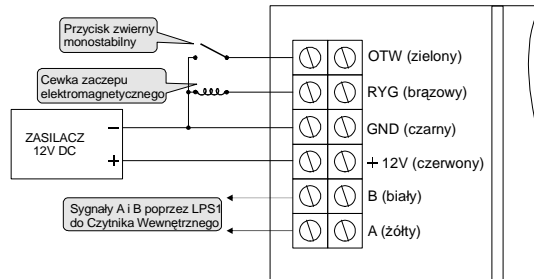 Przycisk zwierny
monostabilny
Cewka zaczepu
elektromagnetycznego
ZASILACZ
12V DC
–
+
OTW (zielony)
RYG (brązowy)
GND (czarny)
+ 12V (czerwony)
B (biały)
A (żółty)
Sygnały A i B poprzez LPS1
do Czytnika Wewnętrznego